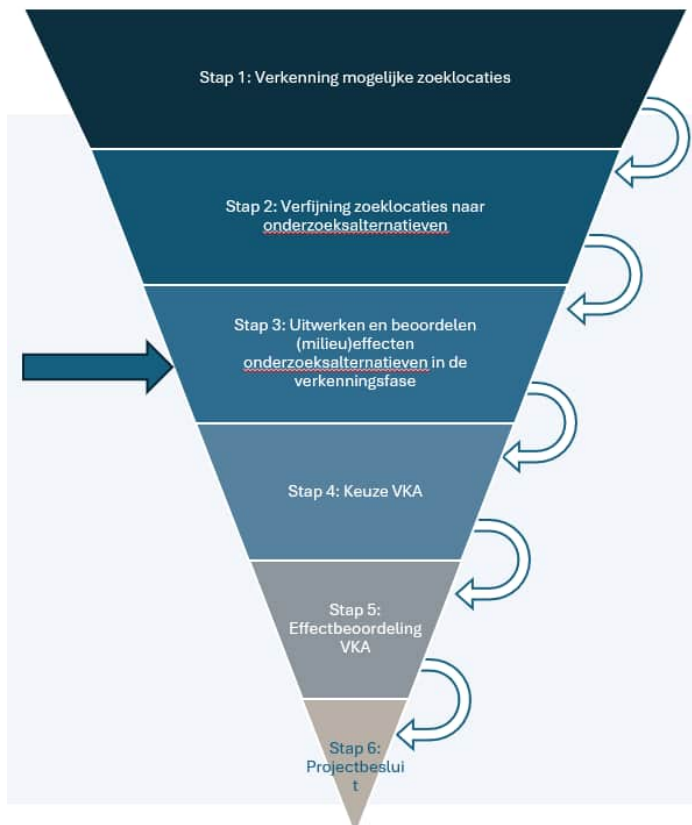 Stap 1: Verkenning mogelijke zoeklocaties
Stap 2: Verfijning zoeklocaties naar
onderzoeksalternatieven
Stap 3: Uitwerken en beoordelen
(milieu)effecten
onderzoeksalternatieven in de
verkenningsfase
Stap 4: Keuze VKA
Stap 5:
Effectbeoordeling
VKA
Stap 6:
Projectbeslui
t